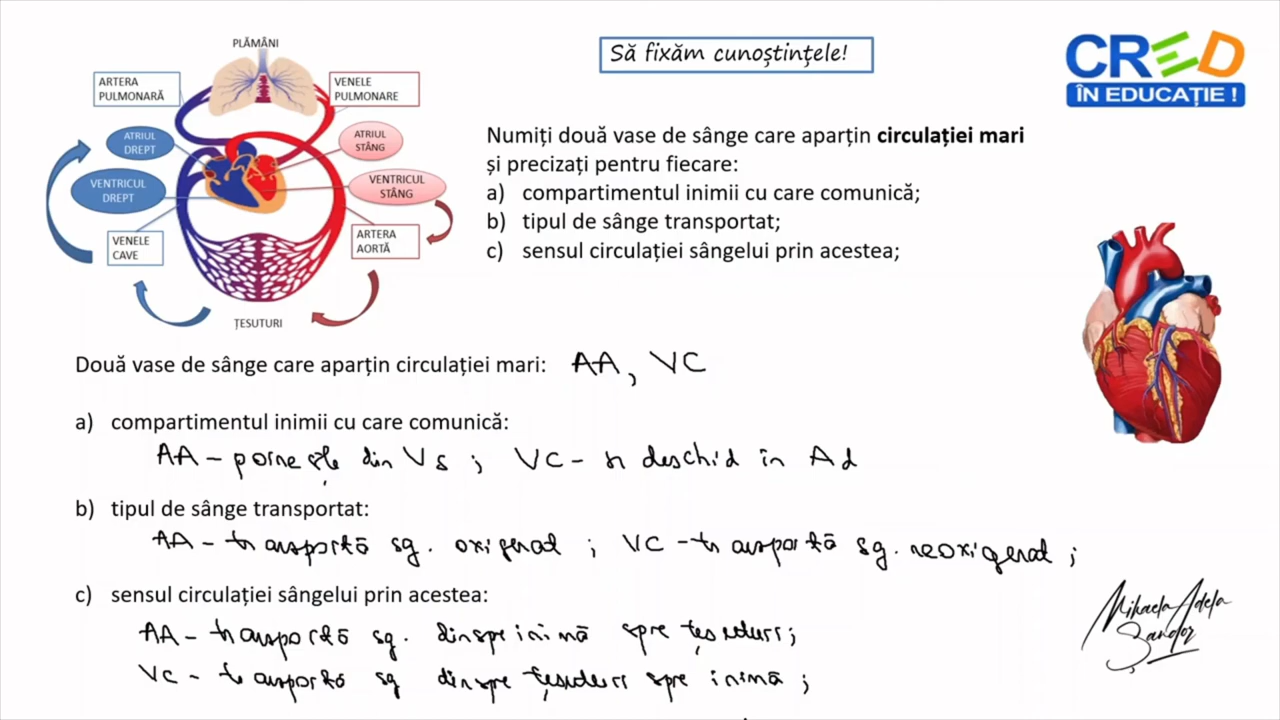 PLĂMÂNI
ARTERA
PULMONARĂ
VENELE
PULMONARE
ATRIUL
DREPT
ATRIUL
STÂNG
VENTRICUL
DREPT
VENTRICUL
STÂNG
VENELE
CAVE
ARTERA
AORTĂ
ȚESUTURI
Să fixăm cunoștințele!
CRED
ÎN EDUCAȚIE !
Numiți două vase de sânge care aparțin circulației mari
și precizați pentru fiecare:
a) compartimentul inimii cu care comunică;
b) tipul de sânge transportat;
c) sensul circulației sângelui prin acestea;
Două vase de sânge care aparțin circulației mari: AA, VC
a) compartimentul inimii cu care comunică:
AA - pornește din VS ; VC - se deschid în Ad
b) tipul de sânge transportat:
AA - transportă sg. oxigenat ; VC - transportă sg. neoxigenat ;
c) sensul circulației sângelui prin acestea:
AA - transportă sg. dinspre inimă spre țesuturi ;
VC - transportă sg dinspre țesuturi spre inimă ;
Mihaela Adela
Șandor